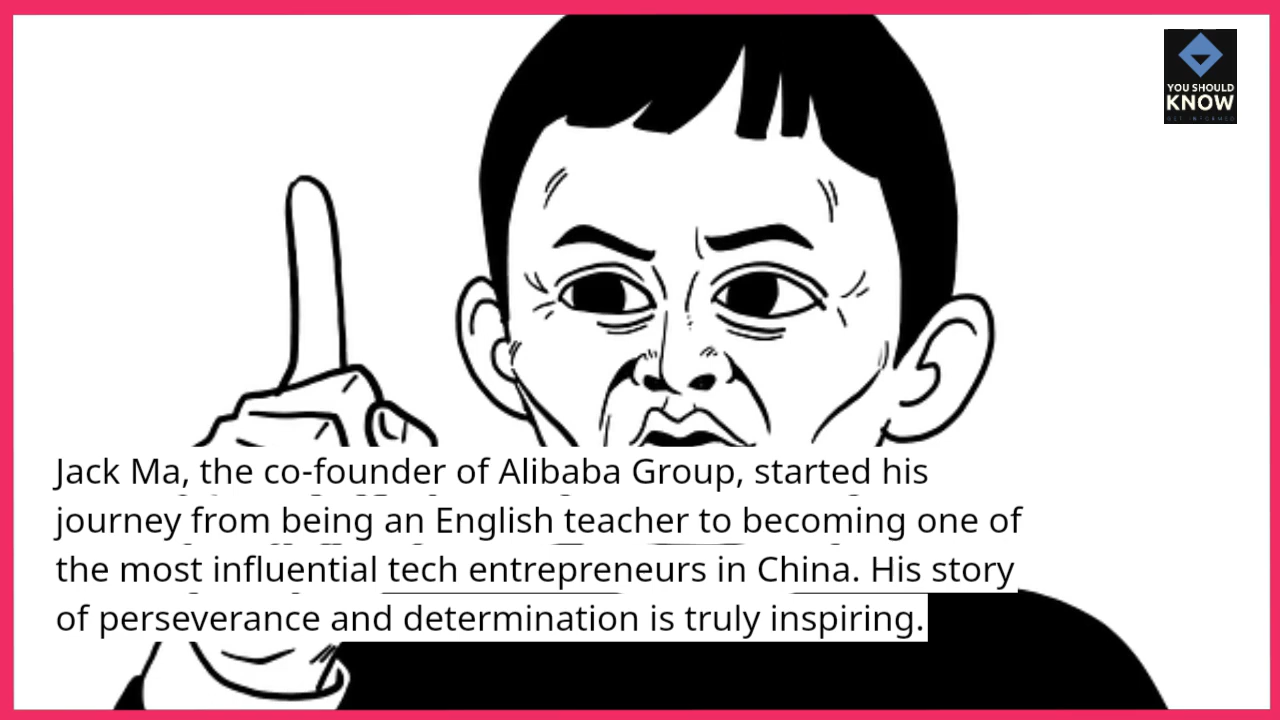 YOU SHOULD
KNOW
GET INFORMED
Jack Ma, the co-founder of Alibaba Group, started his
journey from being an English teacher to becoming one of
the most influential tech entrepreneurs in China. His story
of perseverance and determination is truly inspiring.